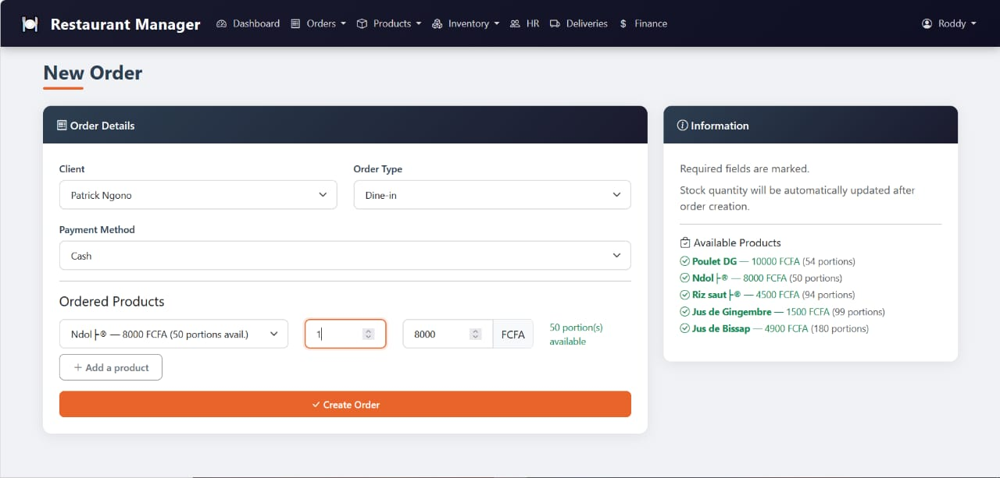 Restaurant Manager
Dashboard
Orders
Products
Inventory
HR
Deliveries
$ Finance
Roddy
New Order
Order Details
Client
Order Type
Patrick Ngono
Dine-in
Payment Method
Cash
Ordered Products
Ndol├® — 8000 FCFA (50 portions avail.)
1
8000
FCFA
50 portion(s)
available
+ Add a product
Create Order
Information
Required fields are marked.
Stock quantity will be automatically updated after
order creation.
Available Products
Poulet DG — 10000 FCFA (54 portions)
Ndol├® — 8000 FCFA (50 portions)
Riz saut├® — 4500 FCFA (94 portions)
Jus de Gingembre — 1500 FCFA (99 portions)
Jus de Bissap — 4900 FCFA (180 portions)